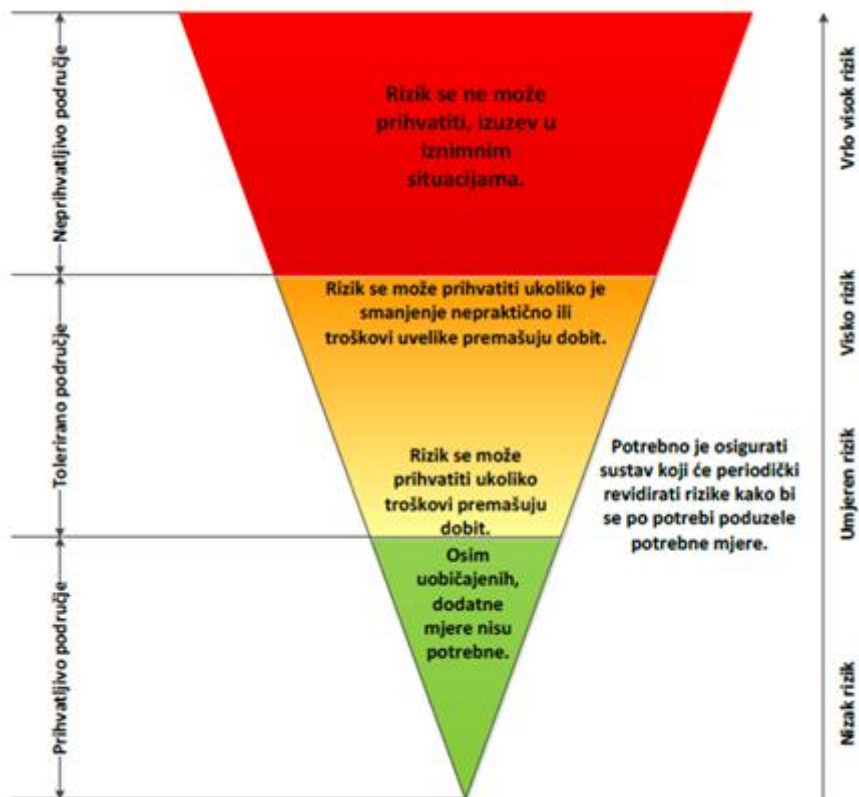 Neprihvatljivo područje
Tolerirano područje
Prihvatljivo područje
Rizik se ne može
prihvatiti, izuzev u
iznimnim
situacijama.
Rizik se može prihvatiti ukoliko je
smanjenje nepraktično ili
troškovi uvelike premašuju dobit.
Rizik se može
prihvatiti ukoliko
troškovi premašuju
dobit.
Osim
uobičajenih,
dodatne
mjere nisu
potrebne.
Potrebno je osigurati
sustav koji će periodički
revidirati rizike kako bi
se po potrebi poduzele
potrebne mjere.
Vrlo visok rizik
Visko rizik
Umjeren rizik
Nizak rizik